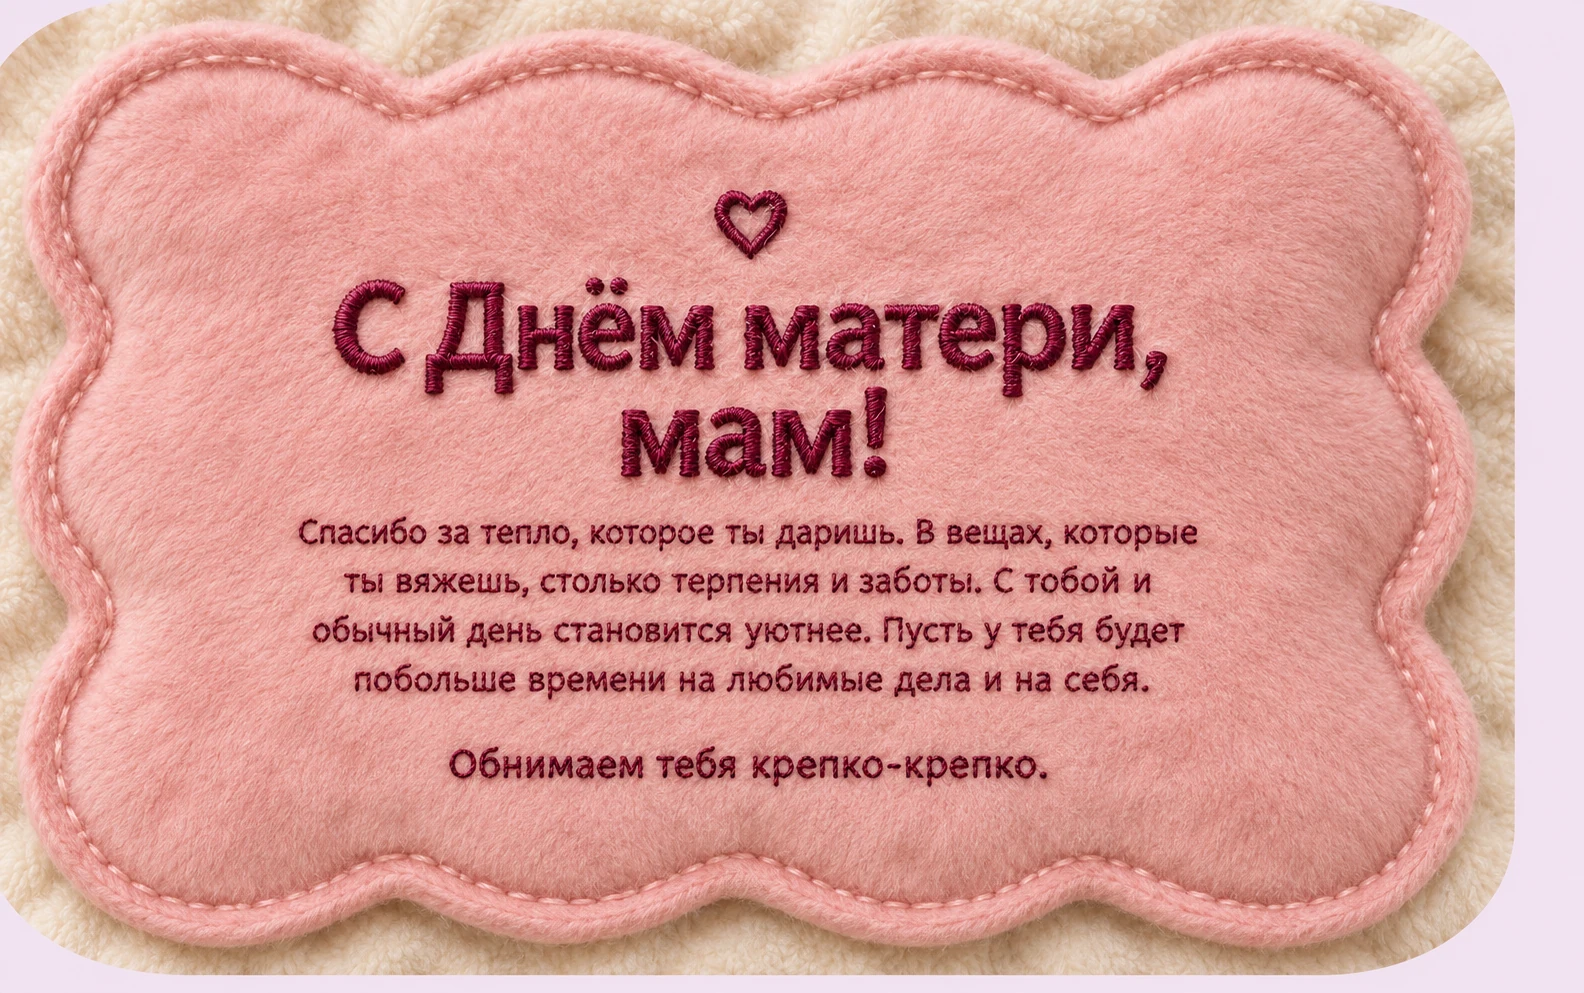 С Днём матери,
мам!
Спасибо за тепло, которое ты даришь. В вещах, которые
ты вяжешь, столько терпения и заботы. С тобой и
обычный день становится уютнее. Пусть у тебя будет
побольше времени на любимые дела и на себя.
Обнимаем тебя крепко-крепко.